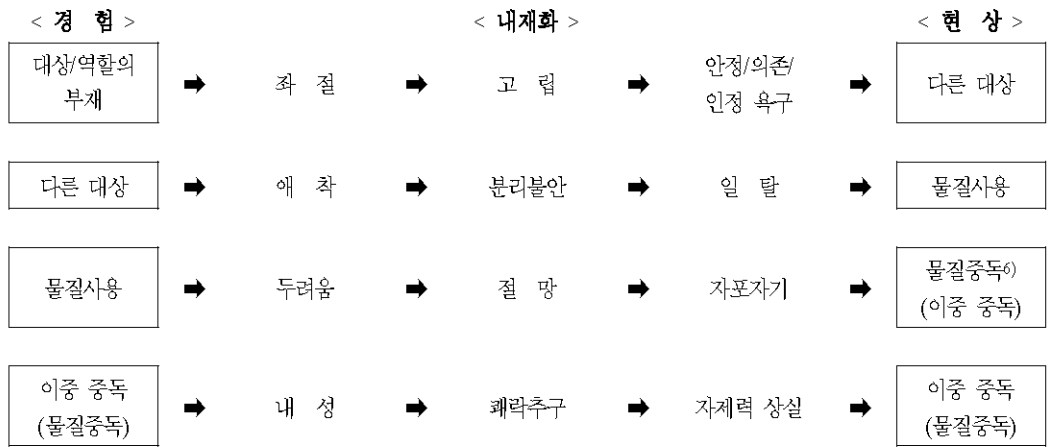 < 경 험 > < 내재화 > < 현 상 >
대상/역할의 부재 ➡ 좌 절 ➡ 고 립 ➡ 안정/의존/ 인정 욕구 ➡ 다른 대상
다른 대상 ➡ 애 착 ➡ 분리불안 ➡ 일 탈 ➡ 물질사용
물질사용 ➡ 두려움 ➡ 절 망 ➡ 자포자기 ➡ 물질중독6) (이중 중독)
이중 중독 (물질중독) ➡ 내 성 ➡ 쾌락추구 ➡ 자제력 상실 ➡ 이중 중독 (물질중독)